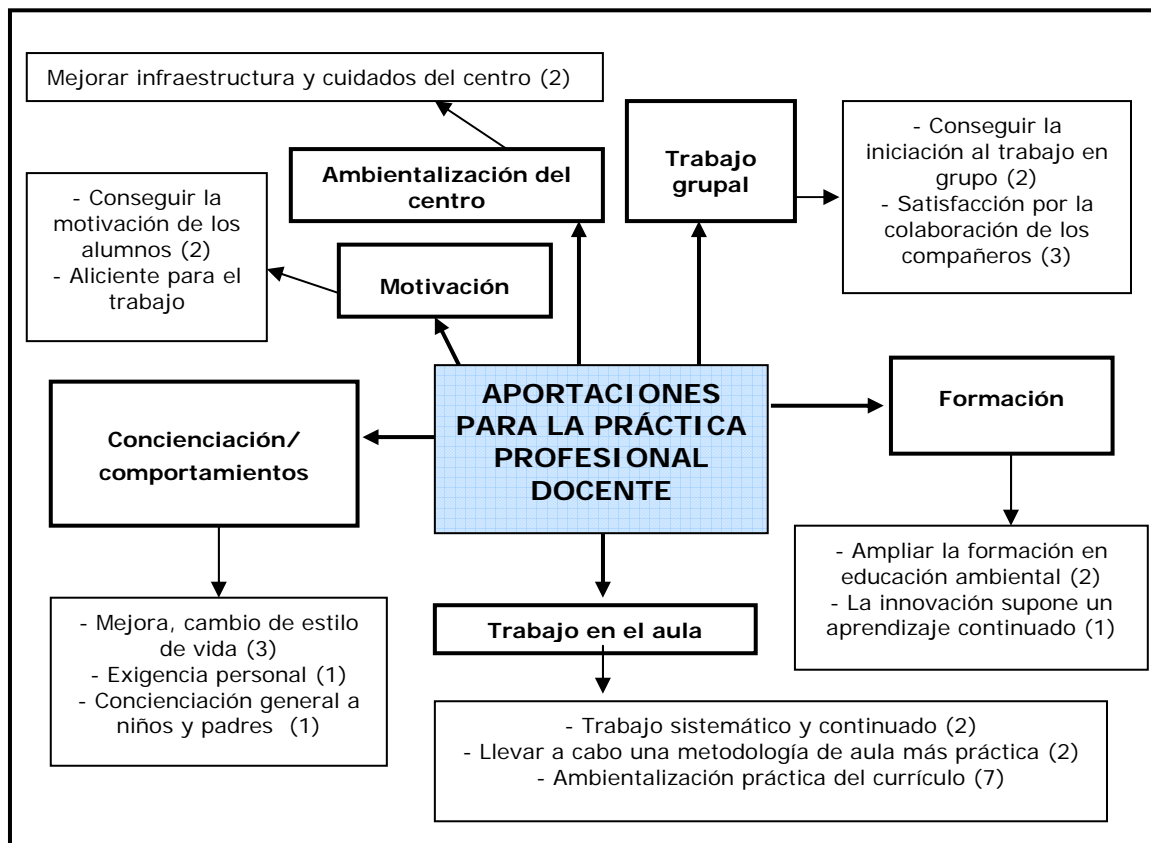 Mejorar infraestructura y cuidados del centro (2)
Ambientalización del
centro
Trabajo
grupal
- Conseguir la
iniciación al trabajo en
grupo (2)
- Satisfacción por la
colaboración de los
compañeros (3)
- Conseguir la
motivación de los
alumnos (2)
- Aliciente para el
trabajo
Motivación
APORTACIONES
PARA LA PRÁCTICA
PROFESIONAL
DOCENTE
Formación
Concienciación/
comportamientos
- Ampliar la formación en
educación ambiental (2)
- La innovación supone un
aprendizaje continuado (1)
- Mejora, cambio de estilo
de vida (3)
- Exigencia personal (1)
- Concienciación general a
niños y padres (1)
Trabajo en el aula
- Trabajo sistemático y continuado (2)
- Llevar a cabo una metodología de aula más práctica (2)
- Ambientalización práctica del currículo (7)